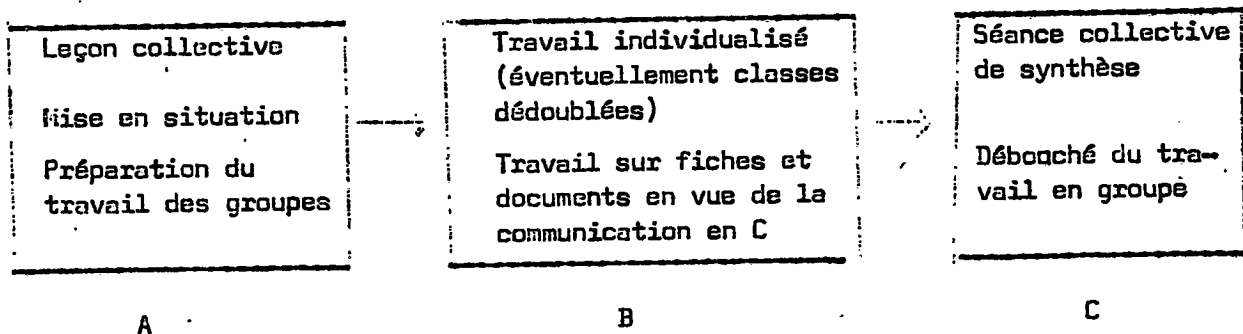 Leçon collective
Mise en situation
Préparation du
travail des groupes
A
Travail individualisé
(éventuellement classes
dédoublées)
Travail sur fiches et
documents en vue de la
communication en C
B
Séance collective
de synthèse
Débouché du tra-
vail en groupe
C